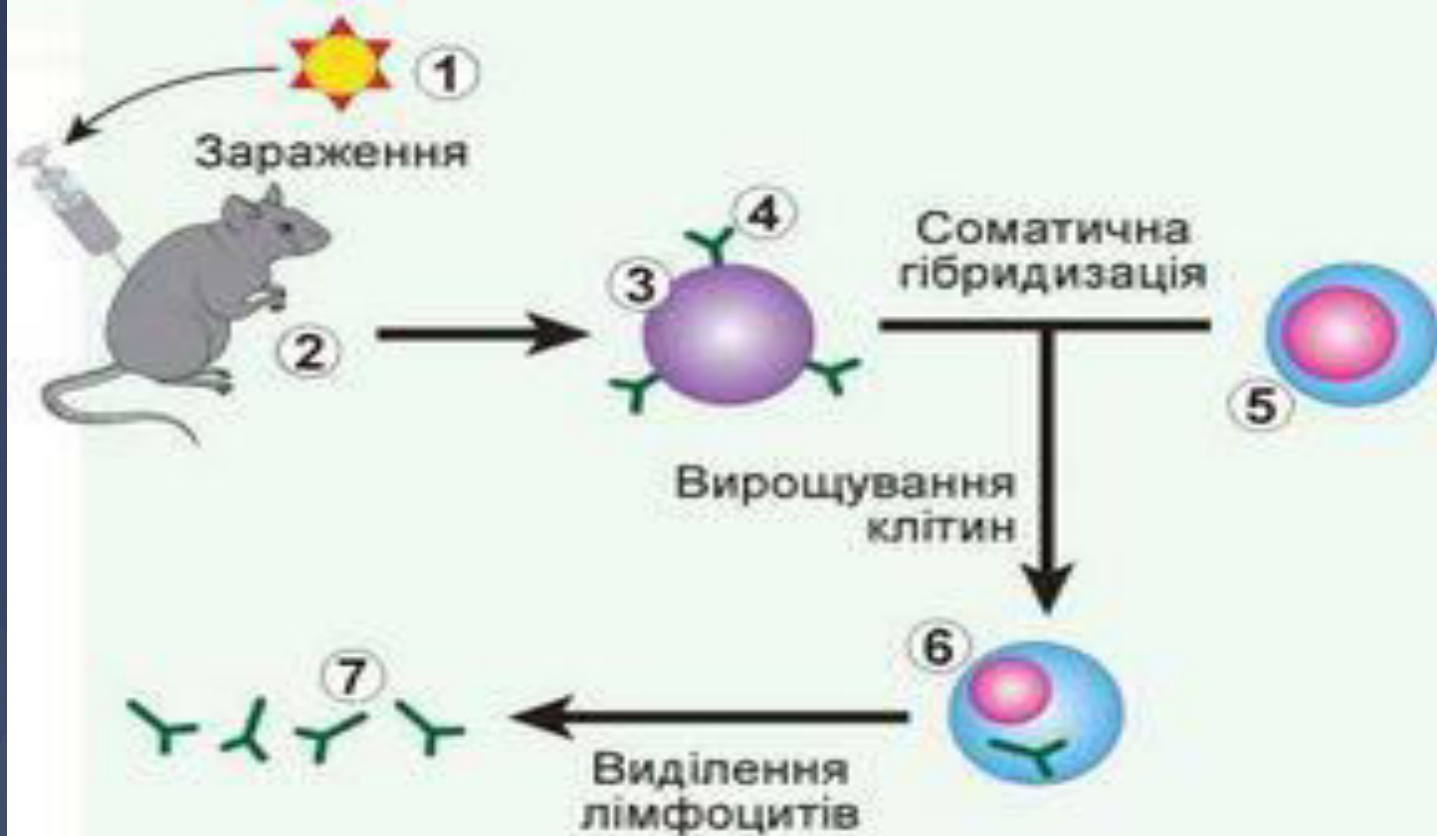 1
Зараження
2
3
4
Соматична
гібридизація
5
Вирощування
клітин
6
7
Виділення
лімфоцитів